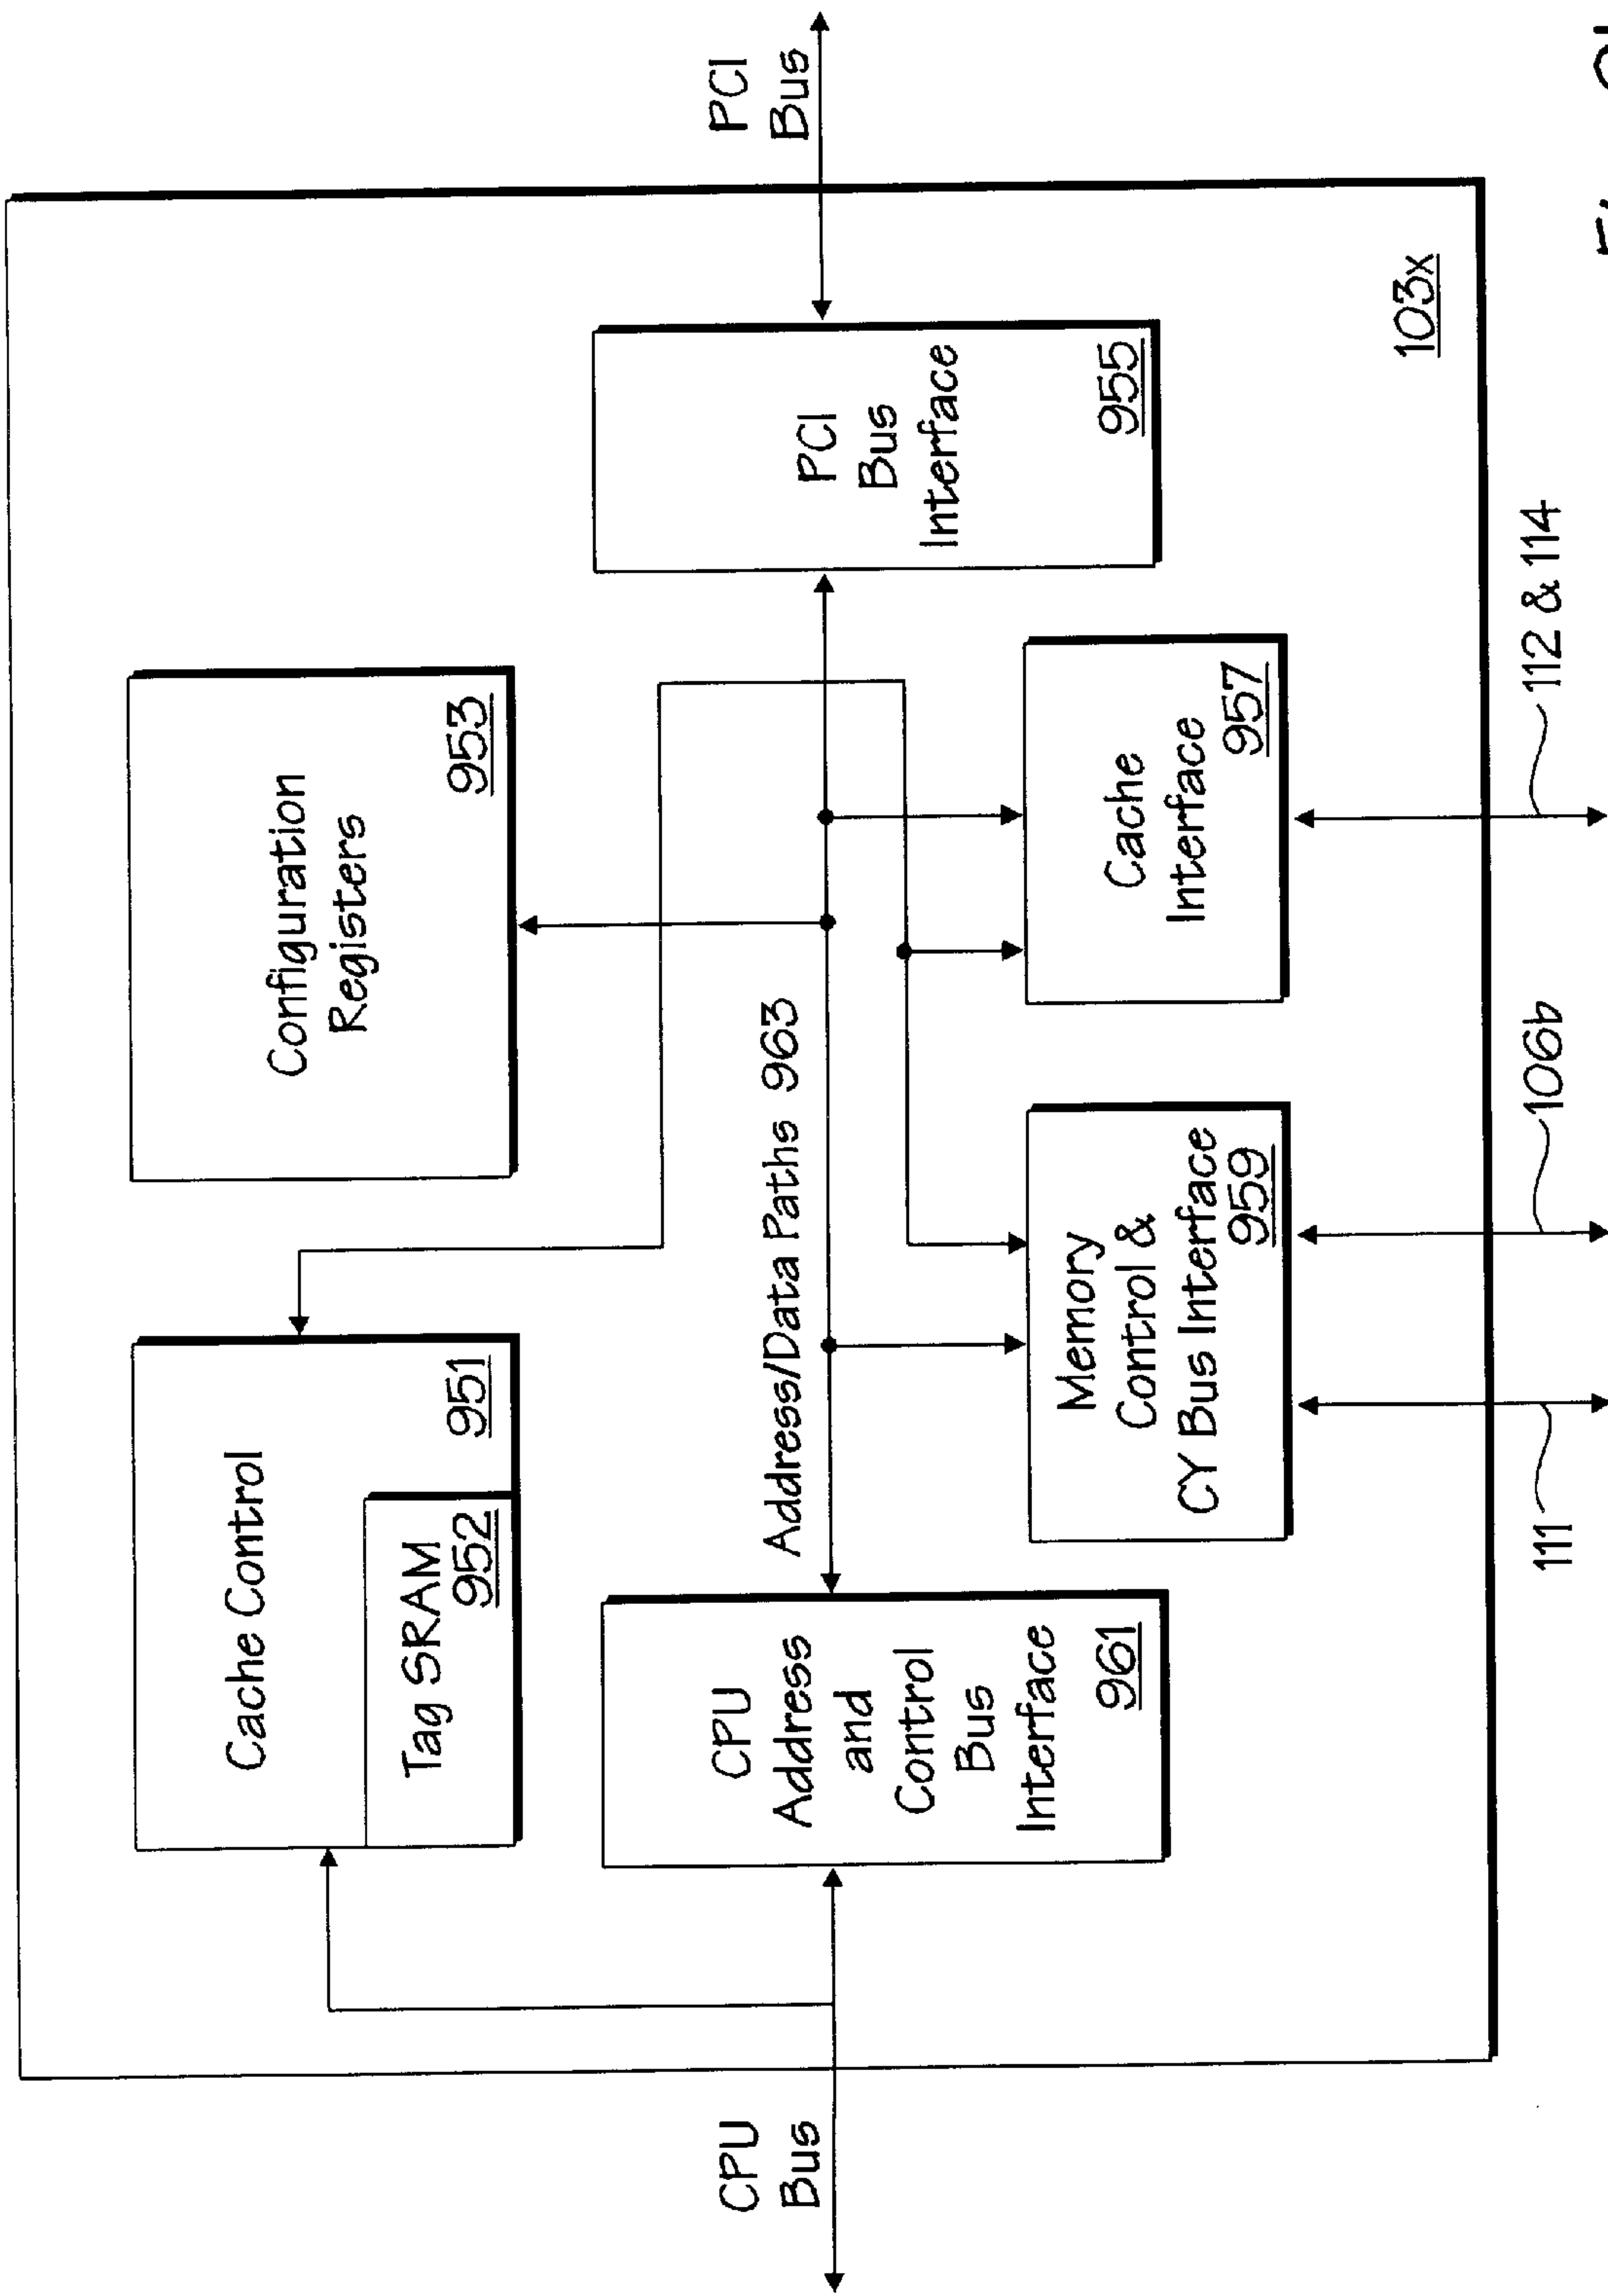 CPU
Bus
Cache Control
951
Tag SRAM
952
Configuration
Registers
953
CPU
Address
and
Control
Bus
Interface
961
Address/Data Paths 963
PCI
Bus
Interface
955
PCI
Bus
Memory
Control &
CY Bus Interface
959
Cache
Interface
957
103x
111
106b
112 & 114